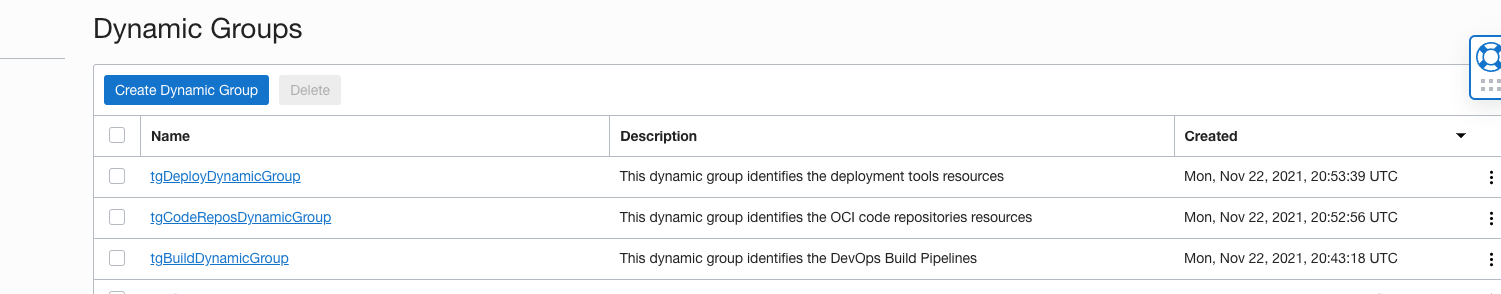 Dynamic Groups
Create Dynamic Group Delete
Name Description Created
tgDeployDynamicGroup This dynamic group identifies the deployment tools resources Mon, Nov 22, 2021, 20:53:39 UTC
tgCodeReposDynamicGroup This dynamic group identifies the OCI code repositories resources Mon, Nov 22, 2021, 20:52:56 UTC
tgBuildDynamicGroup This dynamic group identifies the DevOps Build Pipelines Mon, Nov 22, 2021, 20:43:18 UTC